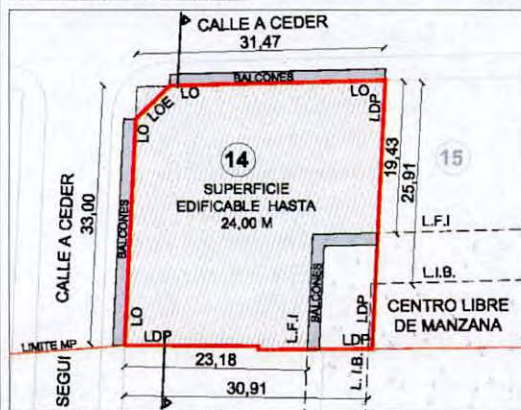 CALLE A CEDER
31,47
BALCONES
LO
LO
LOE
LO
LDP
14
SUPERFICIE
EDIFICABLE HASTA
24,00 M
19,43
25,91
15
CALLE A CEDER
33,00
BALCONES
L.F.I
L.I.B.
BALCONES
LDP
CENTRO LIBRE
DE MANZANA
LO
LDP
L.F.I
LDP
LIMITE MP
SEGUI
23,18
30,91
L.I.B.